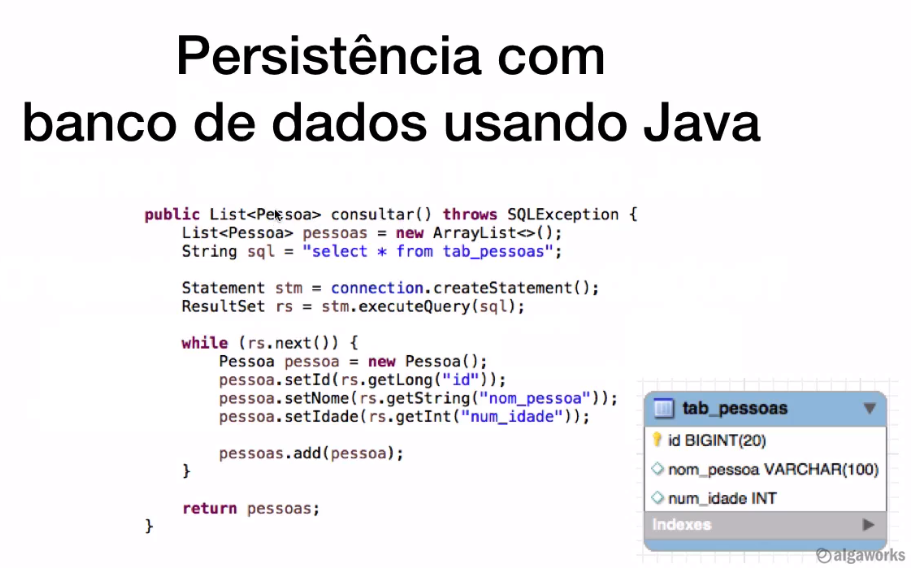 Persistência com
banco de dados usando Java
public List<Pessoa> consultar() throws SQLException {
List<Pessoa> pessoas = new ArrayList<>();
String sql = "select * from tab_pessoas";
Statement stm = connection.createStatement();
ResultSet rs = stm.executeQuery(sql);
while (rs.next()) {
Pessoa pessoa = new Pessoa();
pessoa.setId(rs.getLong("id"));
pessoa.setNome(rs.getString("nom_pessoa"));
pessoa.setIdade(rs.getInt("num_idade"));
pessoas.add(pessoa);
}
return pessoas;
}
tab_pessoas
id BIGINT(20)
nom_pessoa VARCHAR(100)
num_idade INT
Indexes
algaworks